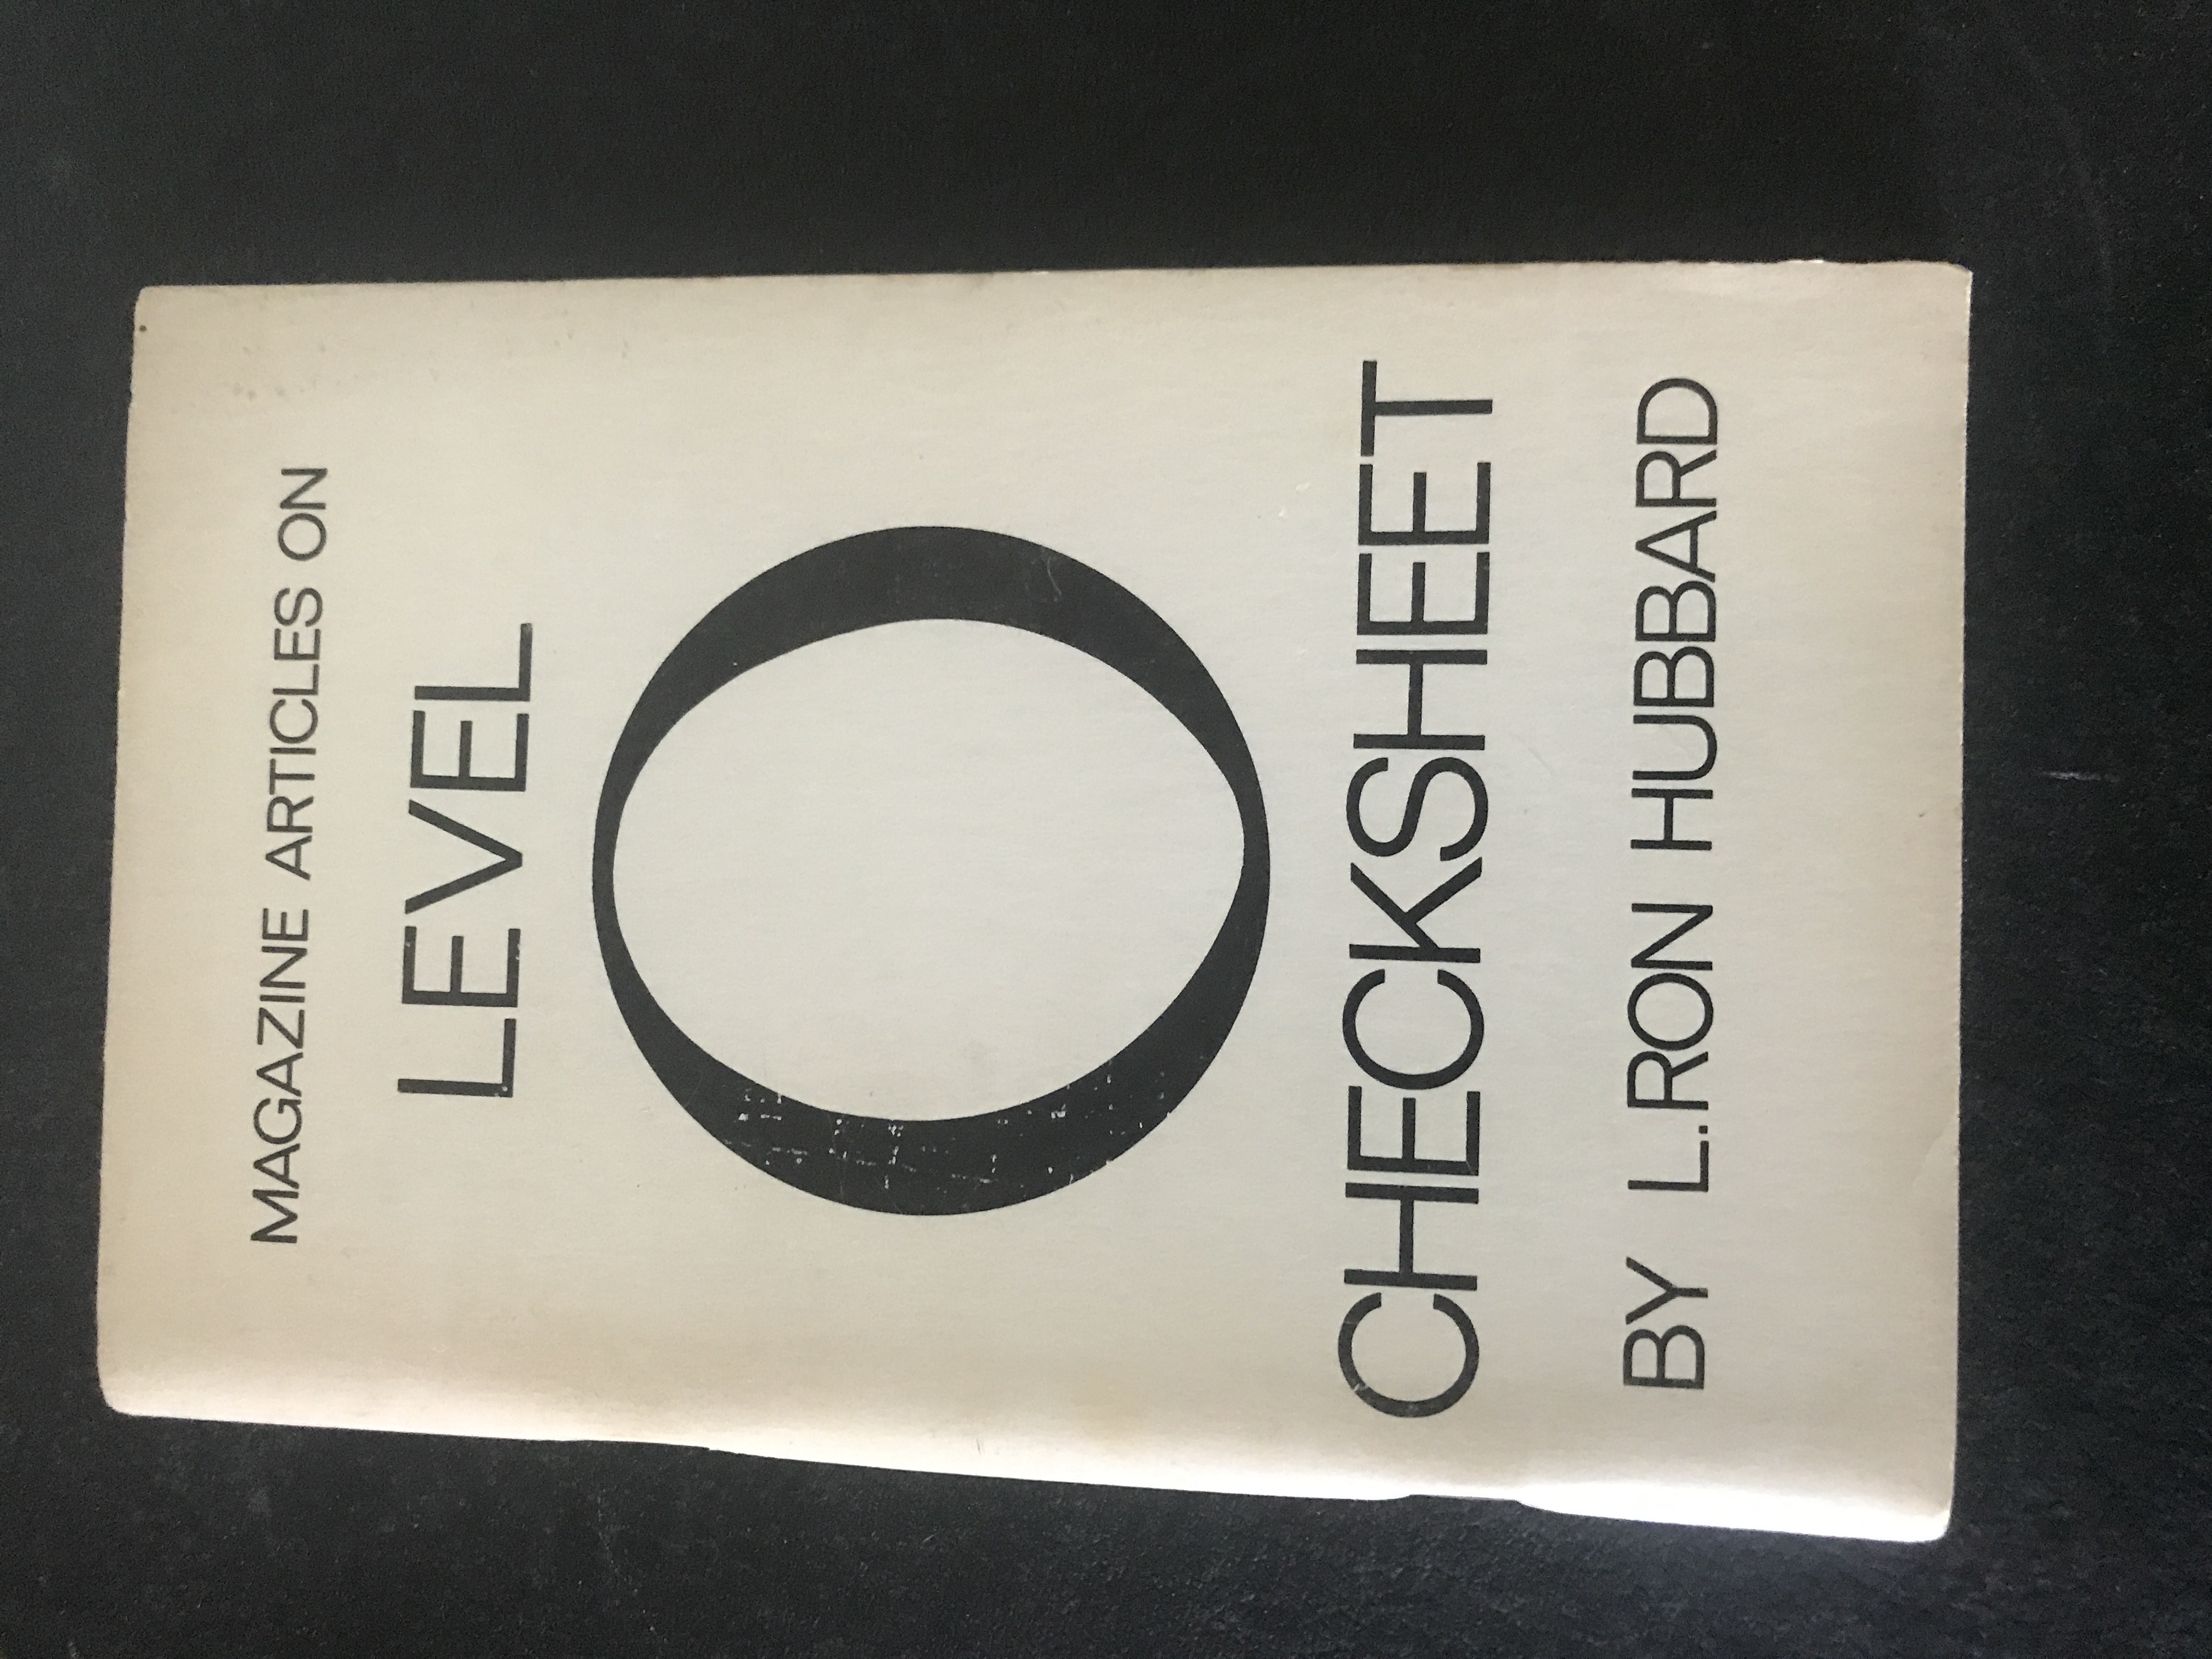 MAGAZINE ARTICLES ON
LEVEL
O
CHECKSHEET
BY L.RON HUBBARD